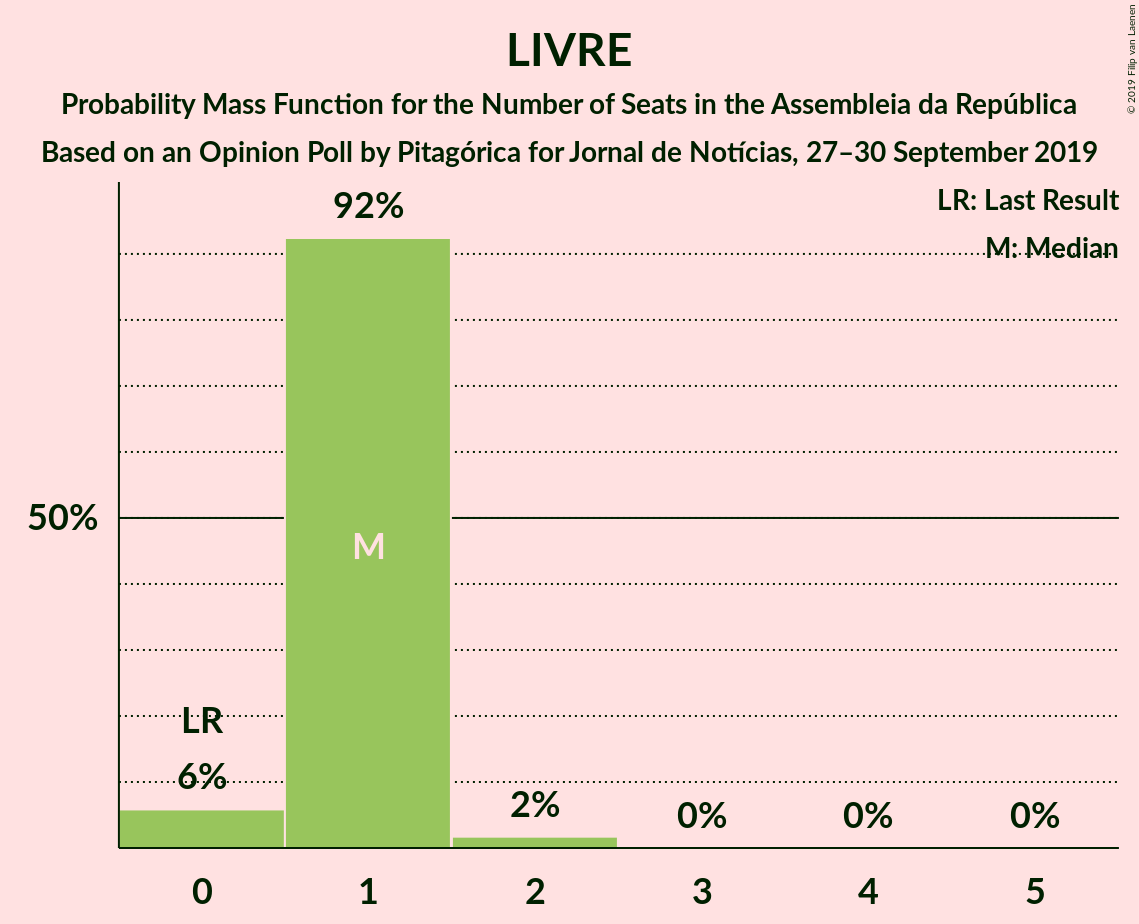 LIVRE
Probability Mass Function for the Number of Seats in the Assembleia da República
Based on an Opinion Poll by Pitagórica for Jornal de Notícias, 27–30 September 2019
© 2019 Filip van Laenen
LR: Last Result
M: Median
92%
50%
M
LR
6%
2%
0%
0%
0%
0
1
2
3
4
5